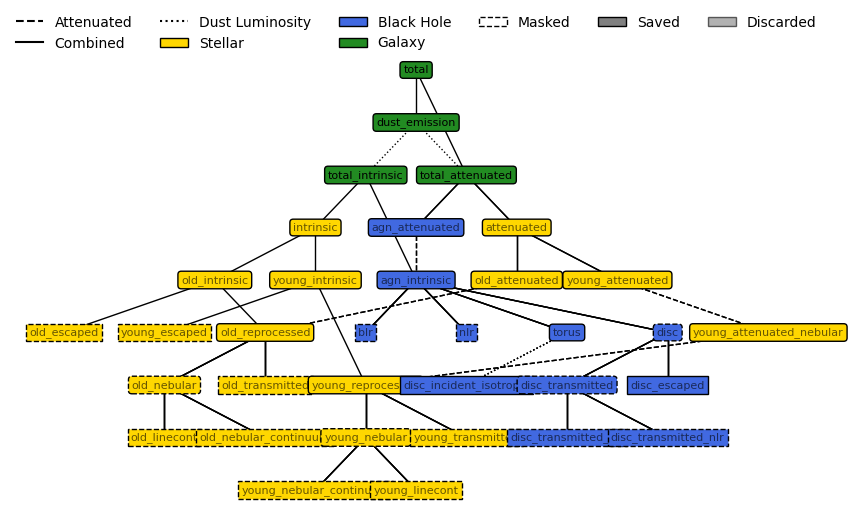 Attenuated Dust Luminosity Black Hole Masked Saved Discarded
Combined Stellar Galaxy
total
dust_emission
total_intrinsic total_attenuated
intrinsic agn_attenuated attenuated
old_intrinsic young_intrinsic agn_intrinsic old_attenuated young_attenuated
old_escaped young_escaped old_reprocessed blr nlr torus disc young_attenuated_nebular
old_nebular old_transmitted young_reproces disc_incident_isotrop disc_transmitted disc_escaped
old_linecont old_nebular_continuu young_nebular young_transmitt disc_transmitted_ disc_transmitted_nlr
young_nebular_continu young_linecont